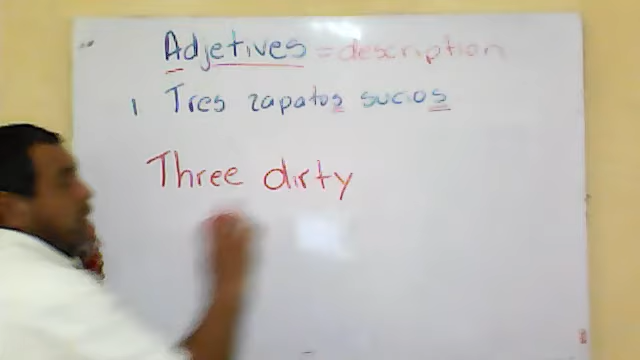 Adjetives = description
1 Tres zapatos sucios
Three dirty